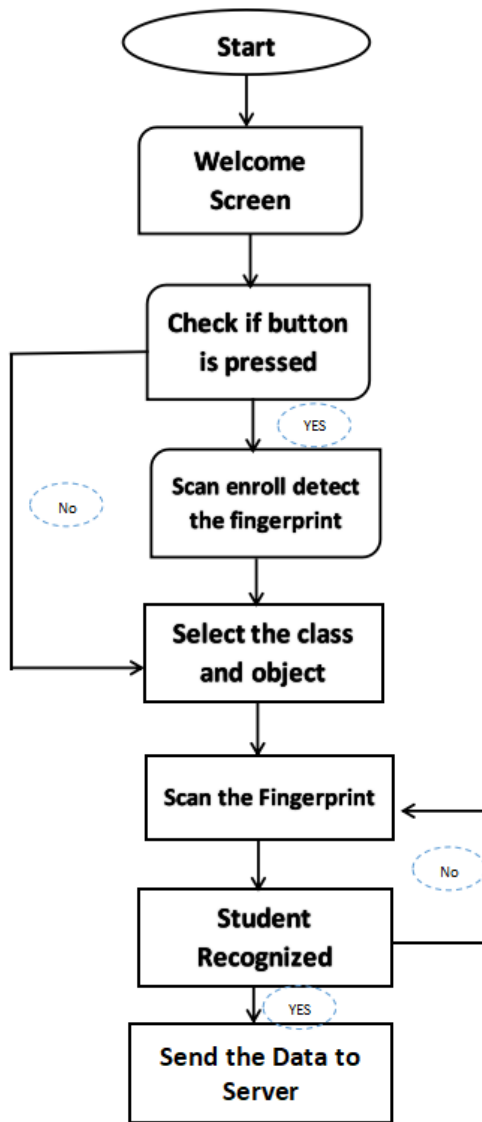 Start
Welcome
Screen
Check if button
is pressed
YES
No
Scan enroll detect
the fingerprint
Select the class
and object
Scan the Fingerprint
No
Student
Recognized
YES
Send the Data to
Server